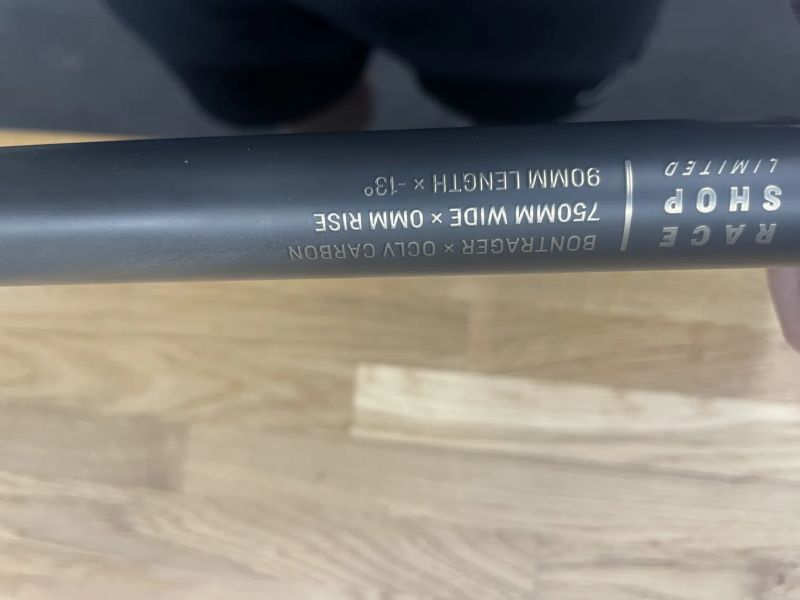 RACE
SHOP
LIMITED
BONTRAGER × OCLV CARBON
750MM WIDE × 0MM RISE
90MM LENGTH × -13°